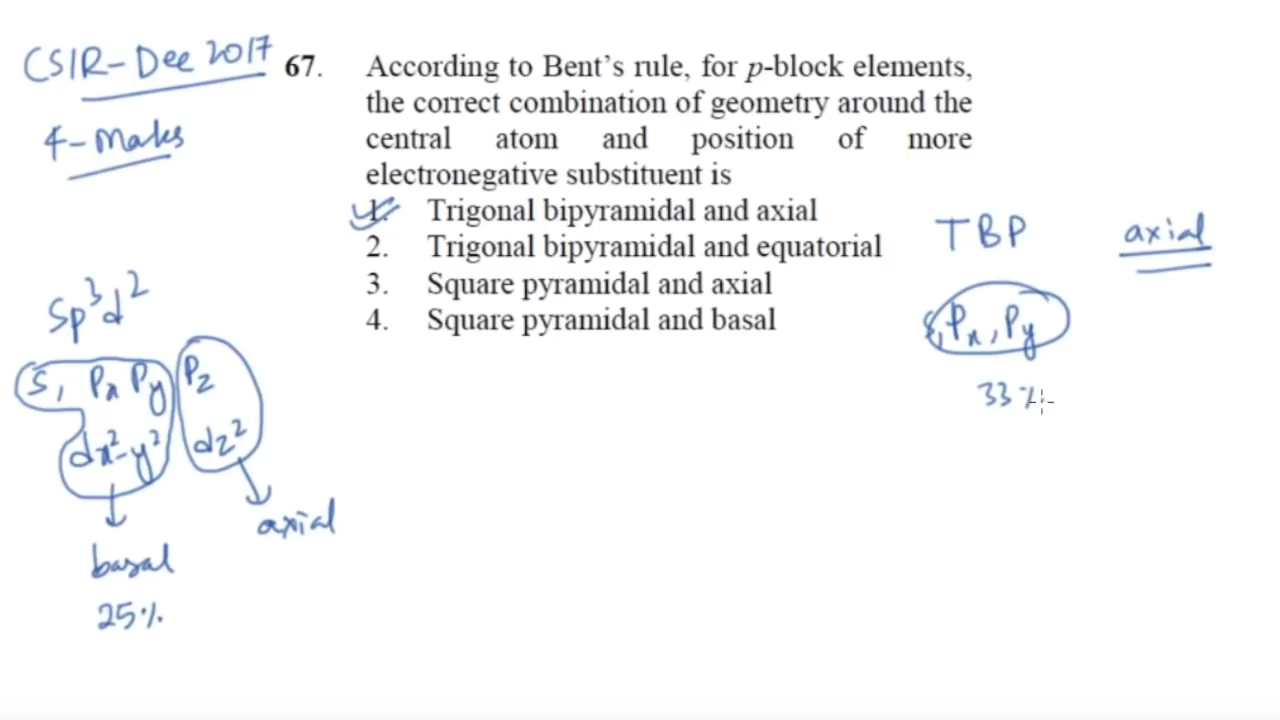 CSIR-Dec 2017
4-Marks
67. According to Bent's rule, for p-block elements,
the correct combination of geometry around the
central atom and position of more
electronegative substituent is
1. Trigonal bipyramidal and axial
2. Trigonal bipyramidal and equatorial
3. Square pyramidal and axial
4. Square pyramidal and basal
TBP axial
s, Px, Py
33%
Sp³d²
s, Px Py Pz
dx²-y² dz²
axial
basal
25%